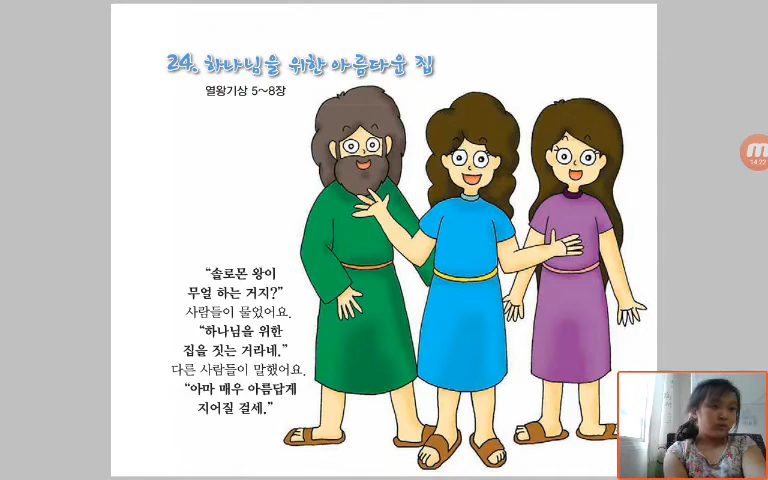 24. 하나님을 위한 아름다운 집
열왕기상 5~8장
“솔로몬 왕이
무얼 하는 거지?”
사람들이 물었어요.
“하나님을 위한
집을 짓는 거라네.”
다른 사람들이 말했어요.
“아마 매우 아름답게
지어질 걸세.”
14:22